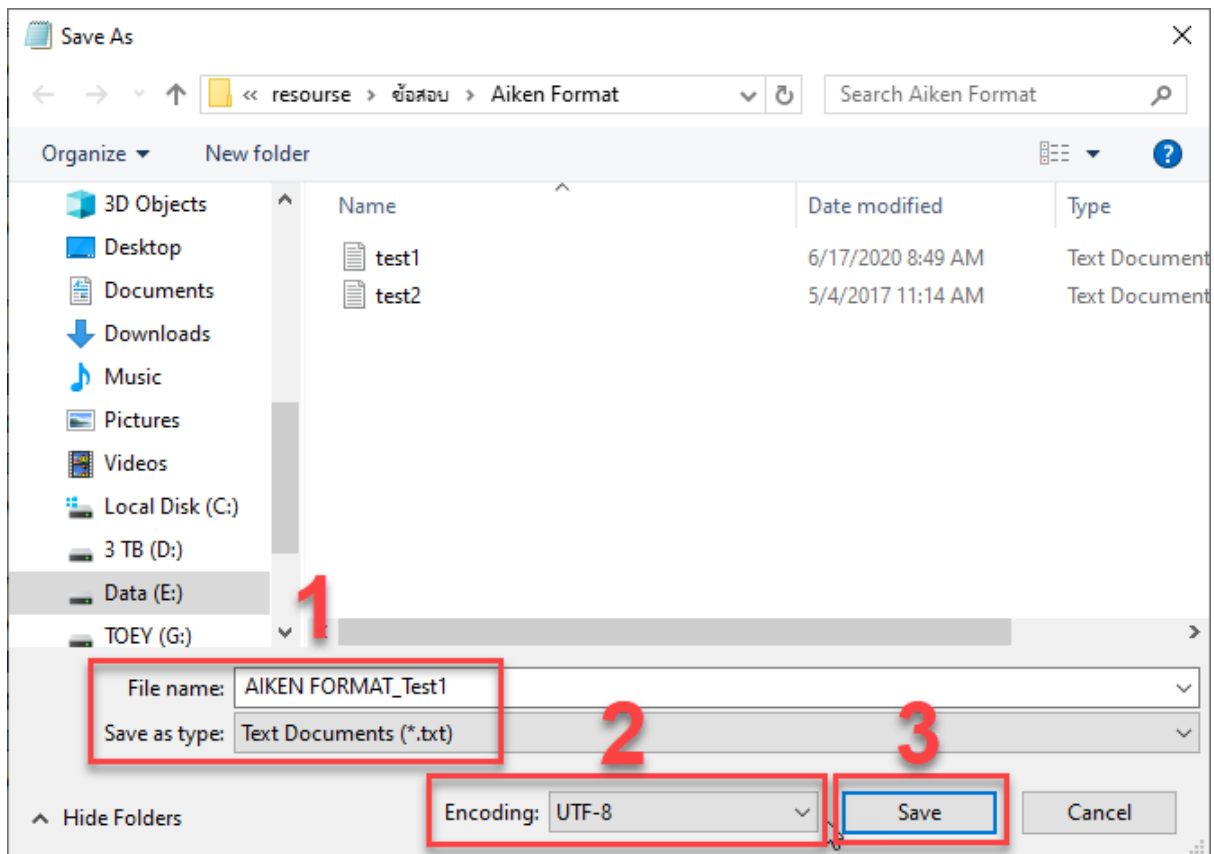 Save As
« resourse › ข้อสอบ › Aiken Format
Search Aiken Format
Organize
New folder
Name
Date modified
Type
3D Objects
Desktop
Documents
Downloads
Music
Pictures
Videos
Local Disk (C:)
3 TB (D:)
Data (E:)
TOEY (G:)
test1 6/17/2020 8:49 AM Text Document
test2 5/4/2017 11:14 AM Text Document
1
File name: AIKEN FORMAT_Test1
Save as type: Text Documents (*.txt)
2
3
Hide Folders
Encoding: UTF-8
Save
Cancel